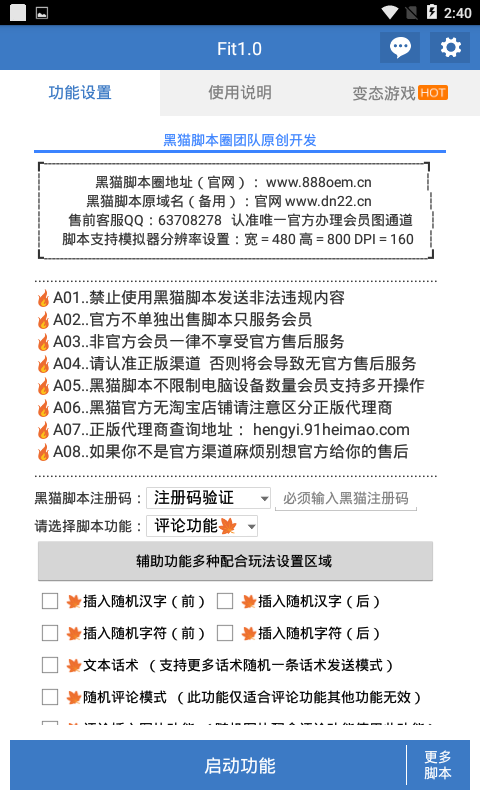 2:40
Fit1.0
功能设置 使用说明 变态游戏 HOT
黑猫脚本圈团队原创开发
黑猫脚本圈地址（官网）：www.888oem.cn
黑猫脚本原域名（备用）：官网 www.dn22.cn
售前客服QQ：63708278 认准唯一官方办理会员图通道
脚本支持模拟器分辨率设置：宽 = 480 高 = 800 DPI = 160
A01..禁止使用黑猫脚本发送非法违规内容
A02..官方不单独出售脚本只服务会员
A03..非官方会员一律不享受官方售后服务
A04..请认准正版渠道 否则将会导致无官方售后服务
A05..黑猫脚本不限制电脑设备数量会员支持多开操作
A06..黑猫官方无淘宝店铺请注意区分正版代理商
A07..正版代理商查询地址： hengyi.91heimao.com
A08..如果你不是官方渠道麻烦别想官方给你的售后
黑猫脚本注册码： 注册码验证 必须输入黑猫注册码
请选择脚本功能： 评论功能
辅助功能多种配合玩法设置区域
插入随机汉字（前） 插入随机汉字（后）
插入随机字符（前） 插入随机字符（后）
文本话术 （支持更多话术随机一条话术发送模式）
随机评论模式 （此功能仅适合评论功能其他功能无效）
启动功能 更多
脚本